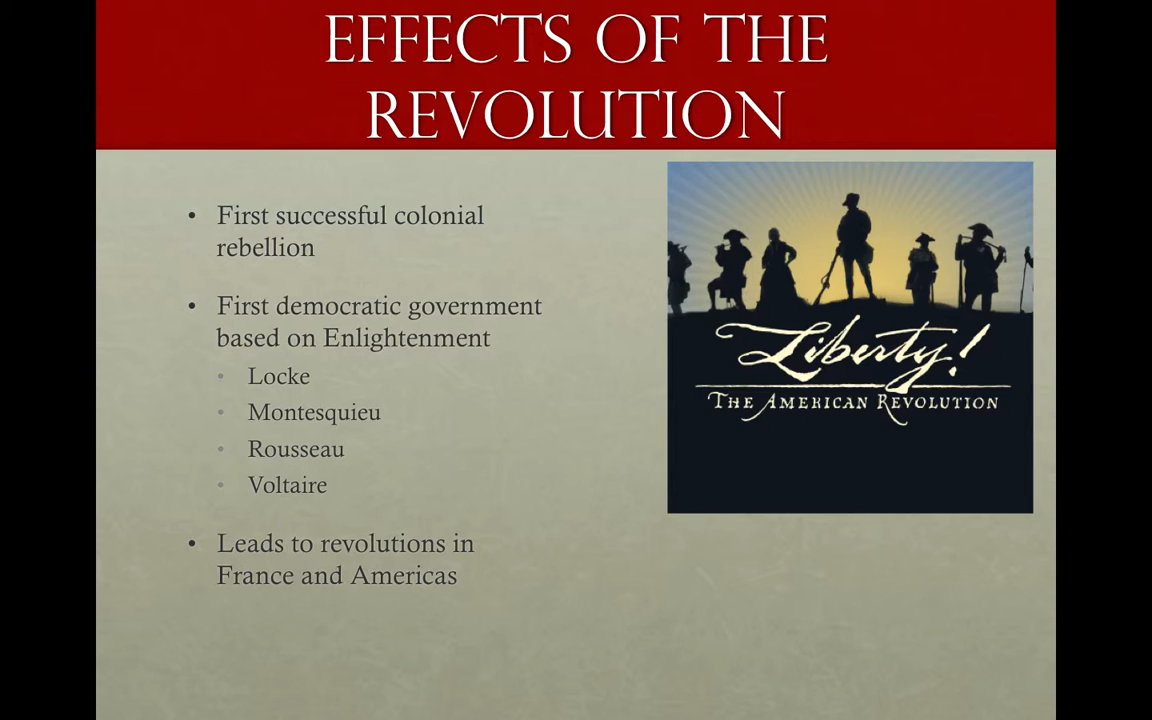 EFFECTS OF THE
REVOLUTION
• First successful colonial
rebellion
• First democratic government
based on Enlightenment
• Locke
• Montesquieu
• Rousseau
• Voltaire
• Leads to revolutions in
France and Americas
Liberty!
THE AMERICAN REVOLUTION